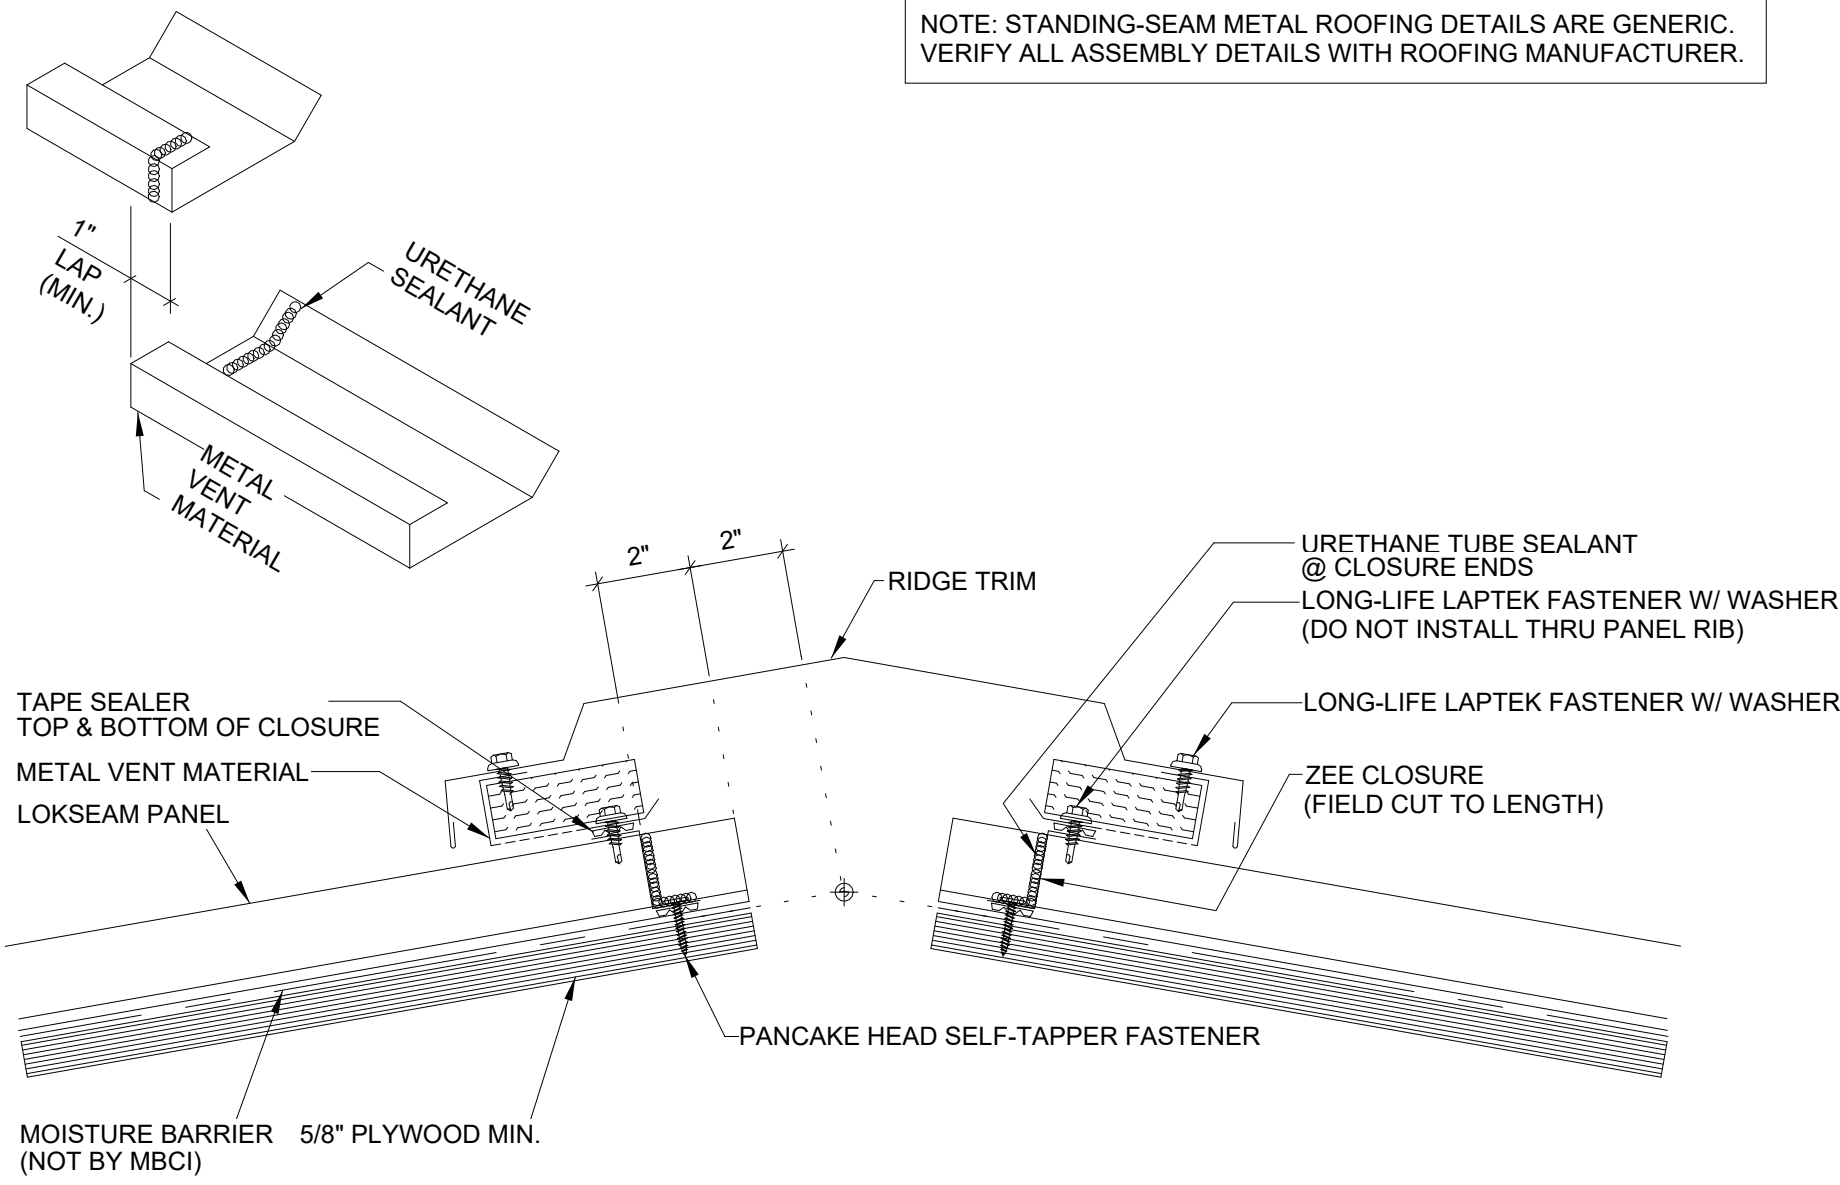 NOTE: STANDING-SEAM METAL ROOFING DETAILS ARE GENERIC.
VERIFY ALL ASSEMBLY DETAILS WITH ROOFING MANUFACTURER.
1"
LAP
(MIN.)
URETHANE
SEALANT
METAL
VENT
MATERIAL
2"
2"
RIDGE TRIM
URETHANE TUBE SEALANT
@ CLOSURE ENDS
LONG-LIFE LAPTEK FASTENER W/ WASHER
(DO NOT INSTALL THRU PANEL RIB)
LONG-LIFE LAPTEK FASTENER W/ WASHER
ZEE CLOSURE
(FIELD CUT TO LENGTH)
TAPE SEALER
TOP & BOTTOM OF CLOSURE
METAL VENT MATERIAL
LOKSEAM PANEL
PANCAKE HEAD SELF-TAPPER FASTENER
MOISTURE BARRIER
(NOT BY MBCI)
5/8" PLYWOOD MIN.